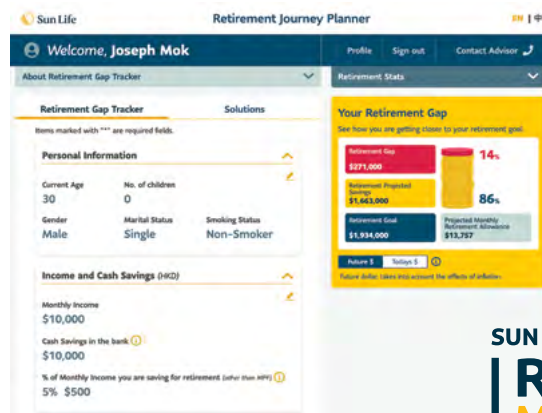 Sun Life
Retirement Journey Planner
EN | 中
Welcome, Joseph Mok
Profile Sign out Contact Advisor
About Retirement Gap Tracker
Retirement Stats
Retirement Gap Tracker Solutions
Items marked with "*" are required fields.
Personal Information
Current Age No. of children
30 0
Gender Marital Status Smoking Status
Male Single Non-Smoker
Income and Cash Savings (HKD)
Monthly Income
$10,000
Cash Savings in the bank
$10,000
% of Monthly Income you are saving for retirement (other than MPF)
5% $500
Your Retirement Gap
See how you are getting closer to your retirement goal.
Retirement Gap
$271,000
14%
Retirement Projected Savings
$1,663,000
86%
Retirement Goal
$1,934,000
Projected Monthly Retirement Allowance
$13,757
Future $ Todays $
Future dollar takes into account the effects of inflation
SUN
R